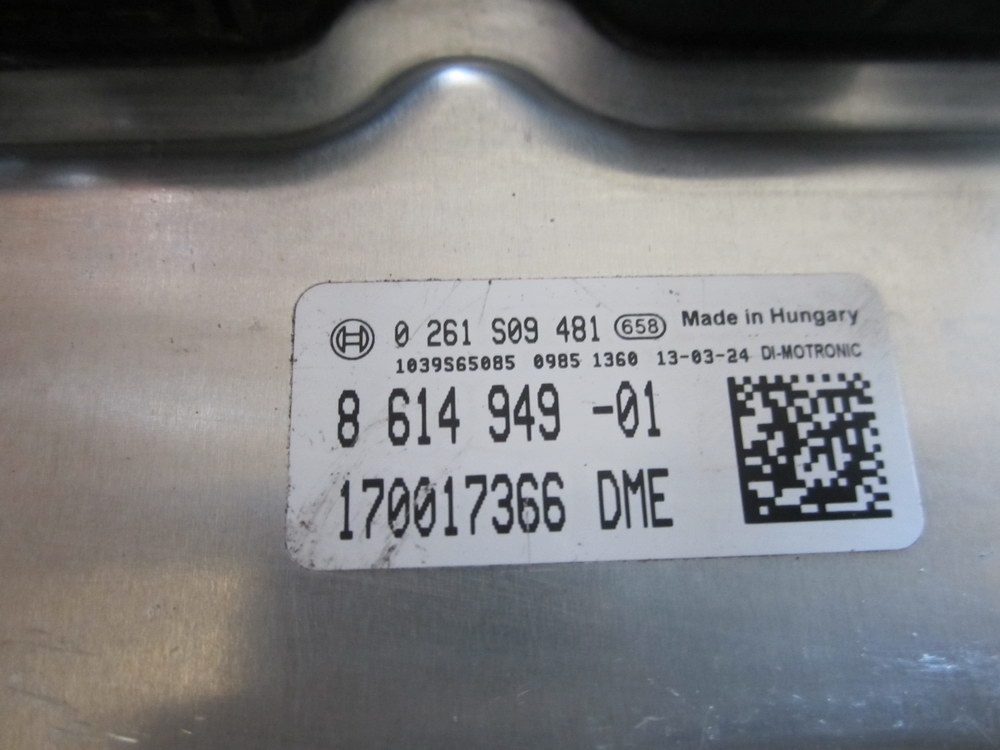 0 261 S09 481 658 Made in Hungary
1039S65085 0985 1360 13-03-24 DI-MOTRONIC
8 614 949 -01
170017366 DME